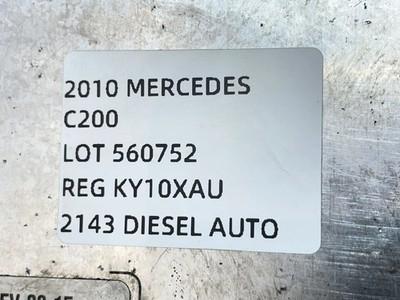 2010 MERCEDES
C200
LOT 560752
REG KY10XAU
2143 DIESEL AUTO